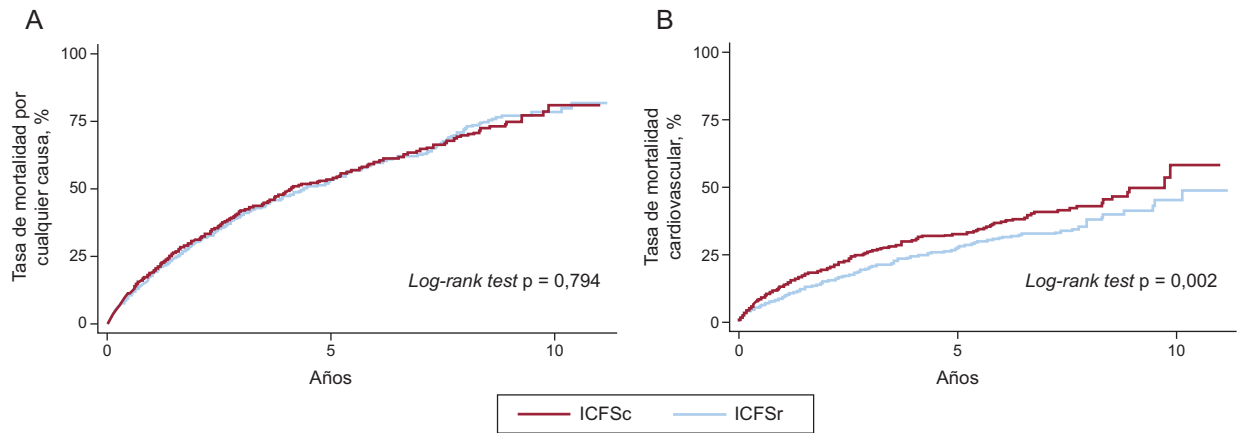 A
Tasa de mortalidad por
cualquier causa, %
100
75
50
25
0
Log-rank test p = 0,794
0
5
10
Años
B
Tasa de mortalidad
cardiovascular, %
100
75
50
25
0
Log-rank test p = 0,002
0
5
10
Años
ICFSc
ICFSr